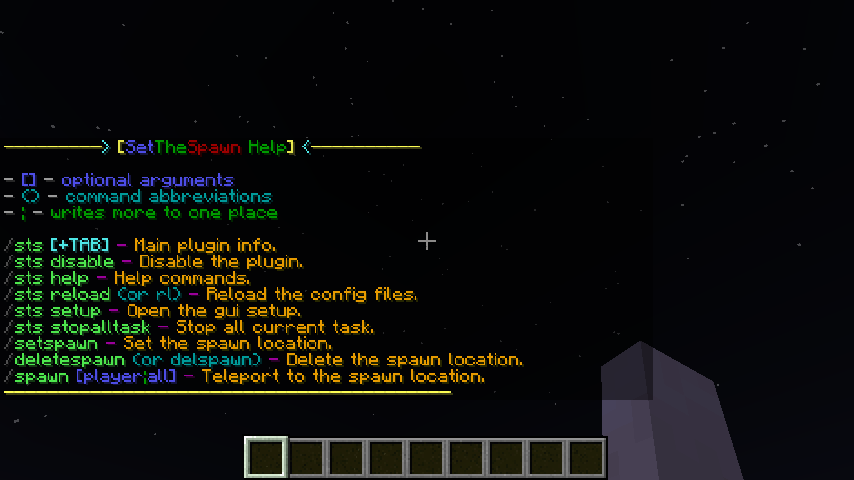 [SetTheSpawn Help]
- [] - optional arguments
- () - command abbreviations
- ¦ - writes more to one place
/sts [+TAB] - Main plugin info.
/sts disable - Disable the plugin.
/sts help - Help commands.
/sts reload (or rl) - Reload the config files.
/sts setup - Open the gui setup.
/sts stopalltask - Stop all current task.
/setspawn - Set the spawn location.
/deletespawn (or delspawn) - Delete the spawn location.
/spawn [player¦all] - Teleport to the spawn location.